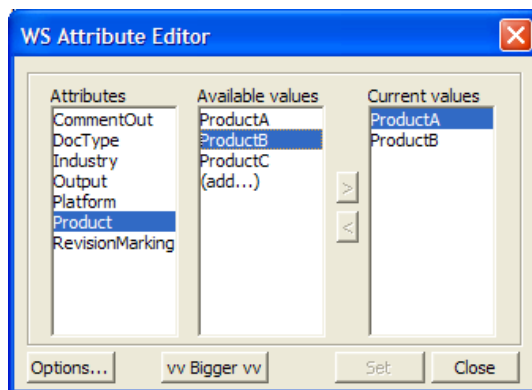 WS Attribute Editor
Attributes
CommentOut
DocType
Industry
Output
Platform
Product
RevisionMarking
Available values
ProductA
ProductB
ProductC
(add...)
>
<
Current values
ProductA
ProductB
Options...
vv Bigger vv
Set
Close